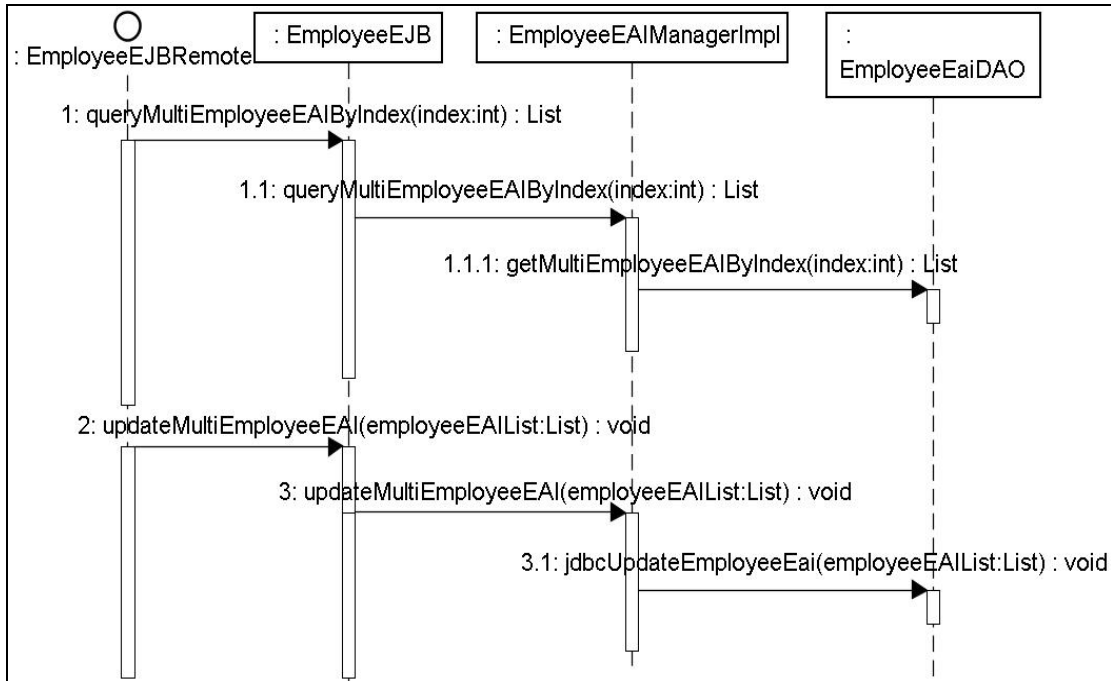 : EmployeeEJBRemote
: EmployeeEJB
: EmployeeEAIManagerImpl
:
EmployeeEaiDAO
1: queryMultiEmployeeEAIByIndex(index:int) : List
1.1: queryMultiEmployeeEAIByIndex(index:int) : List
1.1.1: getMultiEmployeeEAIByIndex(index:int) : List
2: updateMultiEmployeeEAI(employeeEAIList:List) : void
3: updateMultiEmployeeEAI(employeeEAIList:List) : void
3.1: jdbcUpdateEmployeeEai(employeeEAIList:List) : void